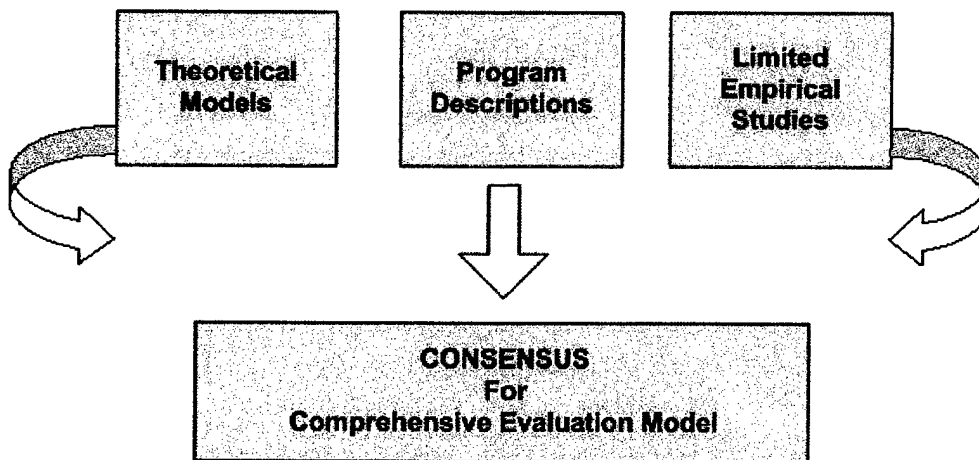 Theoretical
Models
Program
Descriptions
Limited
Empirical
Studies
CONSENSUS
For
Comprehensive Evaluation Model